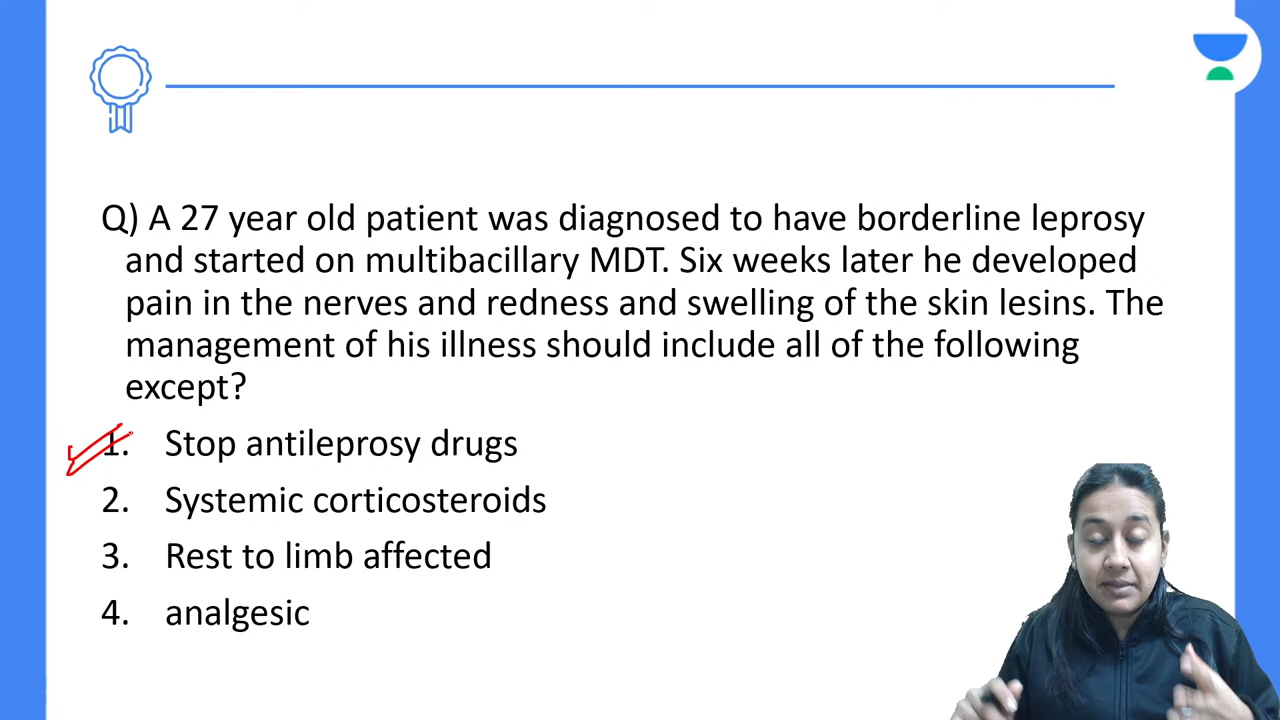 Q) A 27 year old patient was diagnosed to have borderline leprosy
and started on multibacillary MDT. Six weeks later he developed
pain in the nerves and redness and swelling of the skin lesins. The
management of his illness should include all of the following
except?
1. Stop antileprosy drugs
2. Systemic corticosteroids
3. Rest to limb affected
4. analgesic